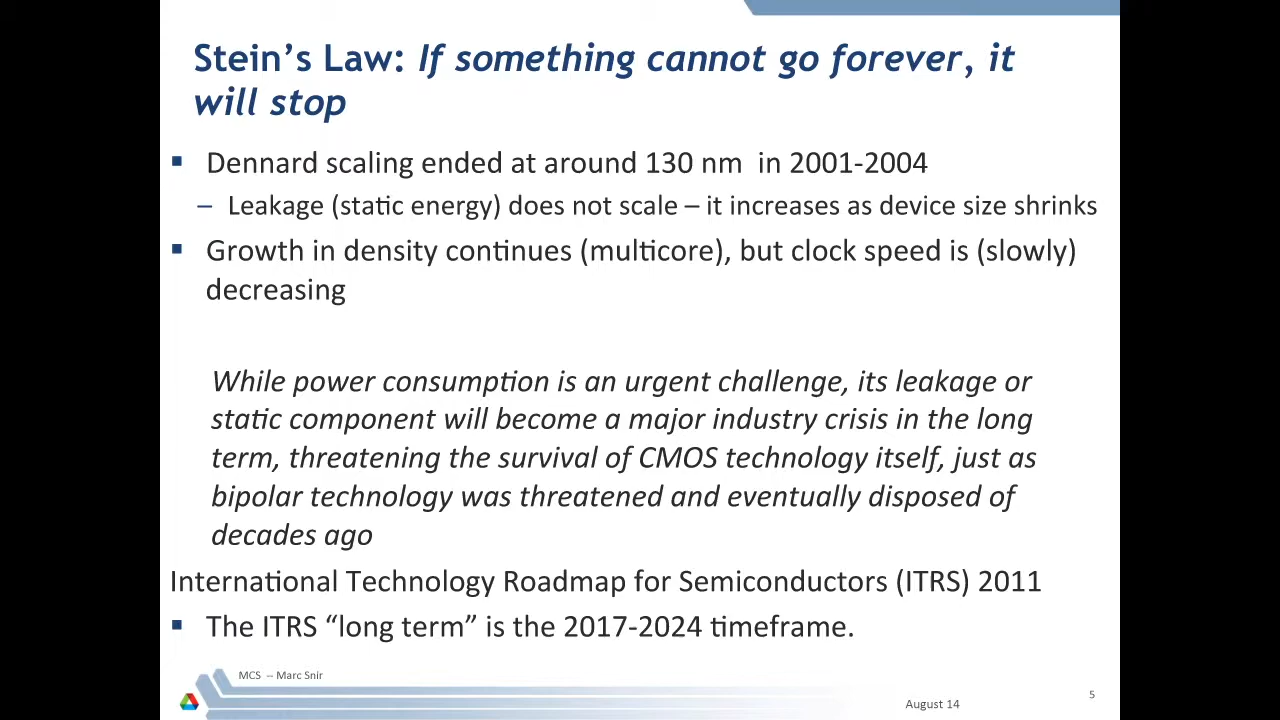 Stein’s Law: If something cannot go forever, it
will stop
▪ Dennard scaling ended at around 130 nm  in 2001-2004
– Leakage (static energy) does not scale – it increases as device size shrinks
▪ Growth in density continues (multicore), but clock speed is (slowly)
decreasing
While power consumption is an urgent challenge, its leakage or
static component will become a major industry crisis in the long
term, threatening the survival of CMOS technology itself, just as
bipolar technology was threatened and eventually disposed of
decades ago
International Technology Roadmap for Semiconductors (ITRS) 2011
▪ The ITRS “long term” is the 2017-2024 timeframe.
MCS  -- Marc Snir
August 14
5